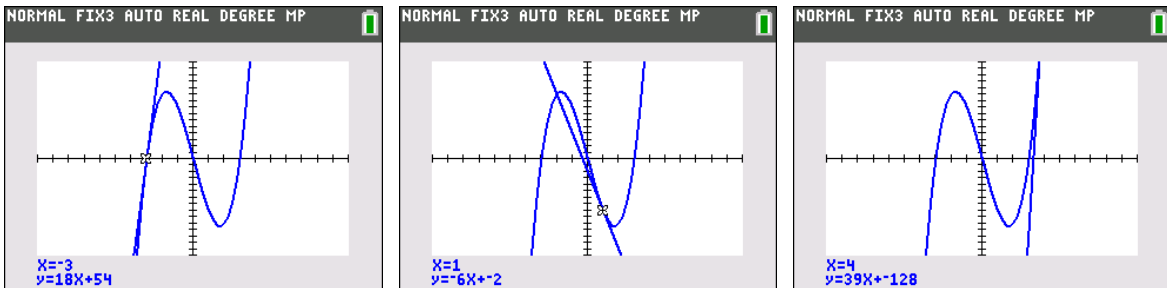 NORMAL FIX3 AUTO REAL DEGREE MP
X=⁻3
y=18X+54
NORMAL FIX3 AUTO REAL DEGREE MP
X=1
y=⁻6X+⁻2
NORMAL FIX3 AUTO REAL DEGREE MP
X=4
y=39X+⁻128